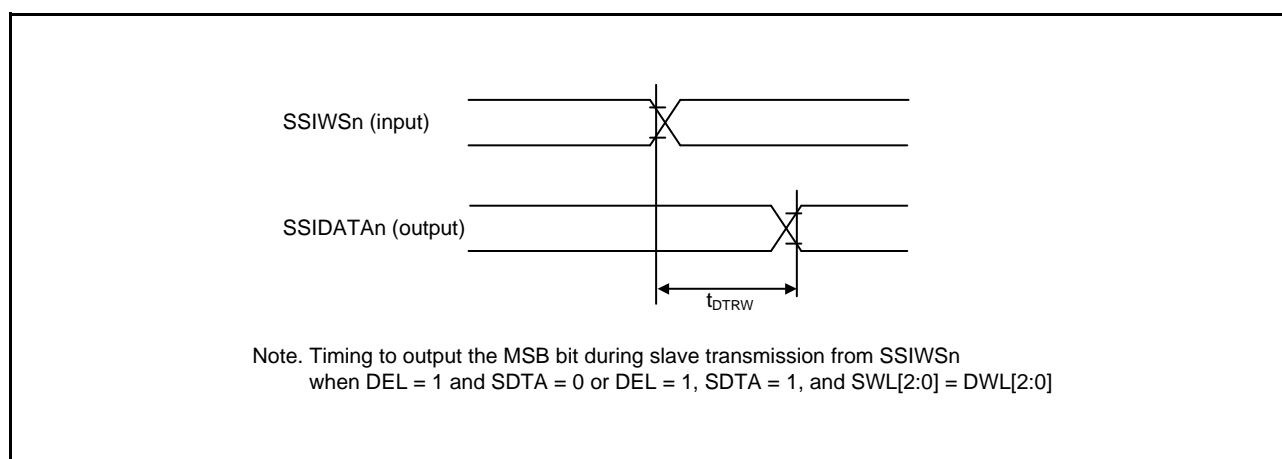 SSIWSn (input)
SSIDATAn (output)
tDTRW
Note. Timing to output the MSB bit during slave transmission from SSIWSn
when DEL = 1 and SDTA = 0 or DEL = 1, SDTA = 1, and SWL[2:0] = DWL[2:0]